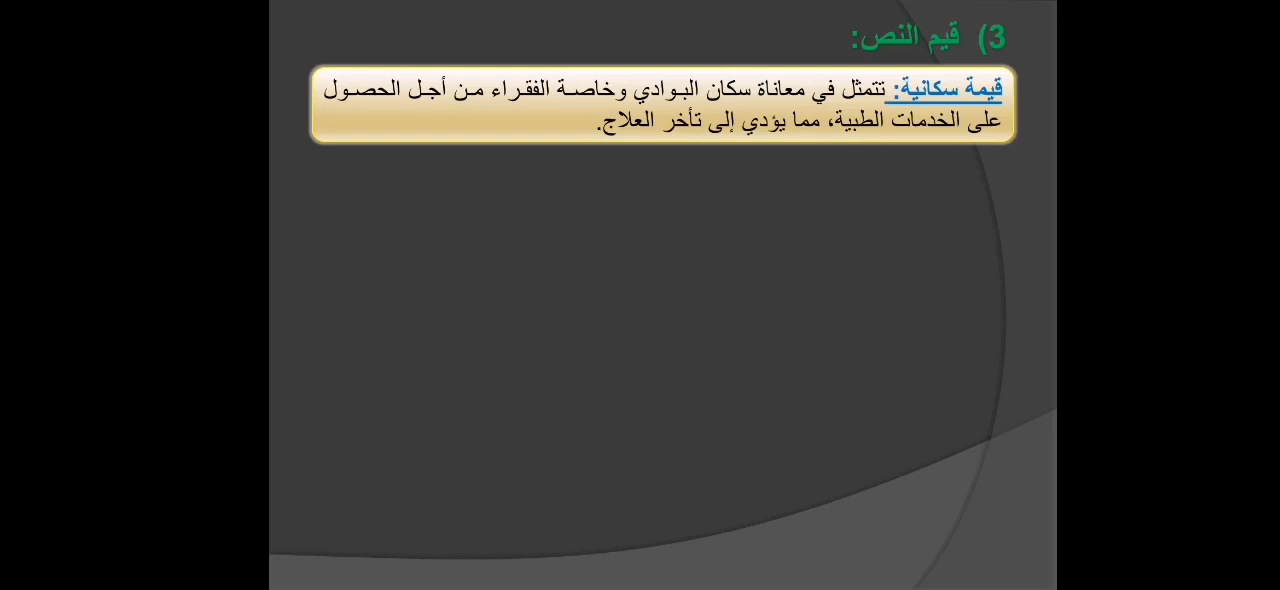 3) قيم النص:
قيمة سكانية: تتمثل في معاناة سكان البوادي وخاصة الفقراء من أجل الحصول
على الخدمات الطبية، مما يؤدي إلى تأخر العلاج.